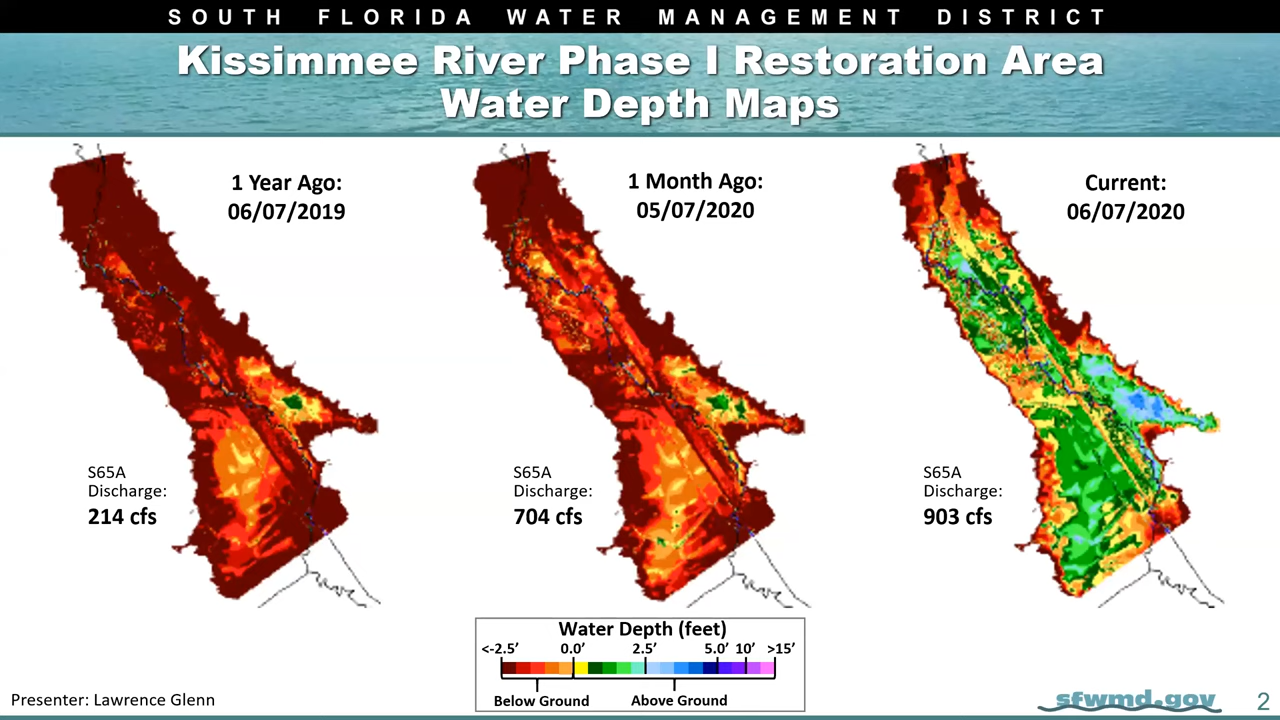 SOUTH FLORIDA WATER MANAGEMENT DISTRICT
Kissimmee River Phase I Restoration Area
Water Depth Maps
1 Year Ago:
06/07/2019
S65A
Discharge:
214 cfs
1 Month Ago:
05/07/2020
S65A
Discharge:
704 cfs
Current:
06/07/2020
S65A
Discharge:
903 cfs
Water Depth (feet)
<-2.5’ 0.0’ 2.5’ 5.0’ 10’ >15’
Below Ground Above Ground
Presenter: Lawrence Glenn
sfwmd.gov
2